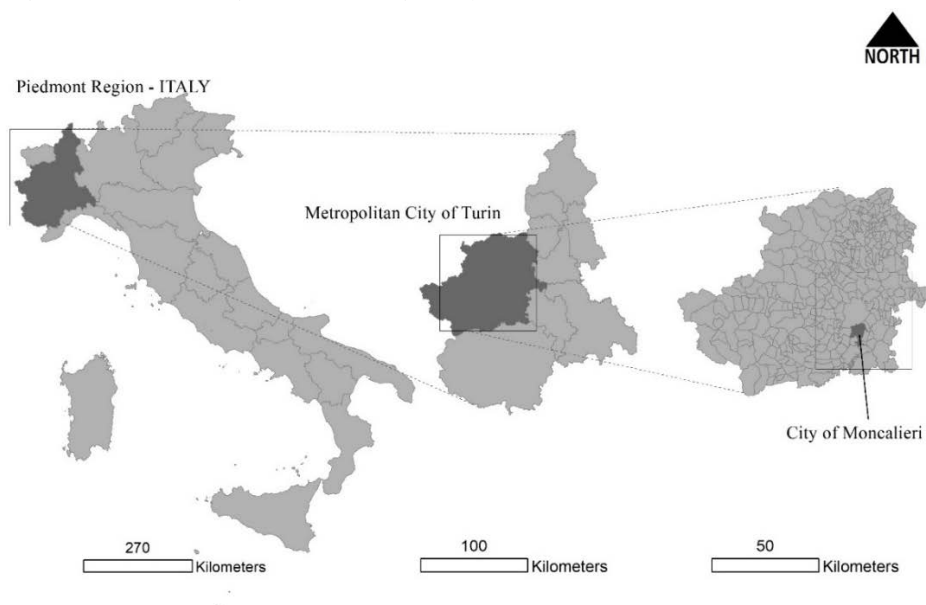 NORTH
Piedmont Region - ITALY
Metropolitan City of Turin
City of Moncalieri
270
Kilometers
100
Kilometers
50
Kilometers